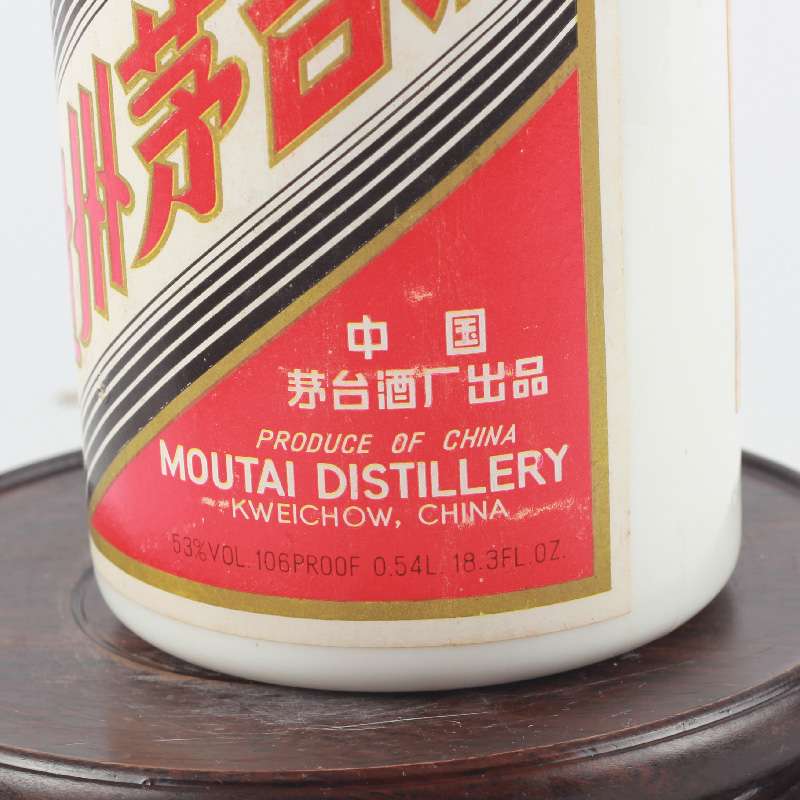 州茅台
中国
茅台酒厂出品
PRODUCE OF CHINA
MOUTAI DISTILLERY
KWEICHOW, CHINA
53%VOL. 106PROOF 0.54L. 18.3FL.OZ.